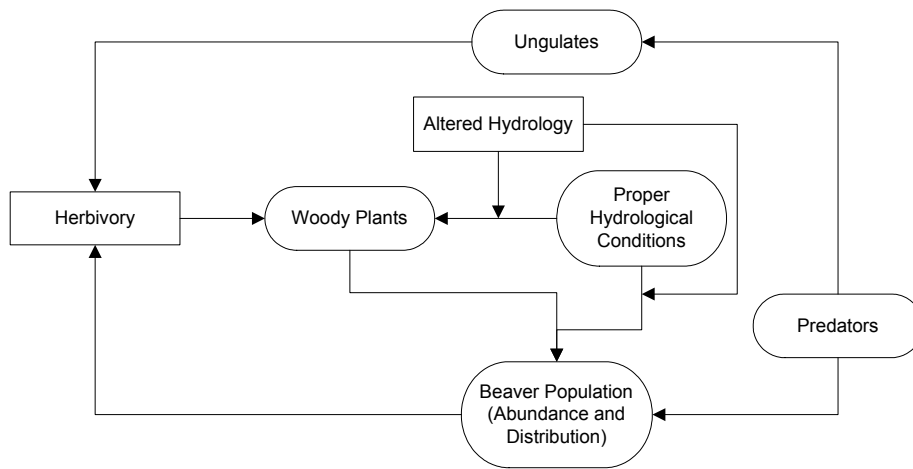 Ungulates
Altered Hydrology
Herbivory
Woody Plants
Proper
Hydrological
Conditions
Predators
Beaver Population
(Abundance and
Distribution)